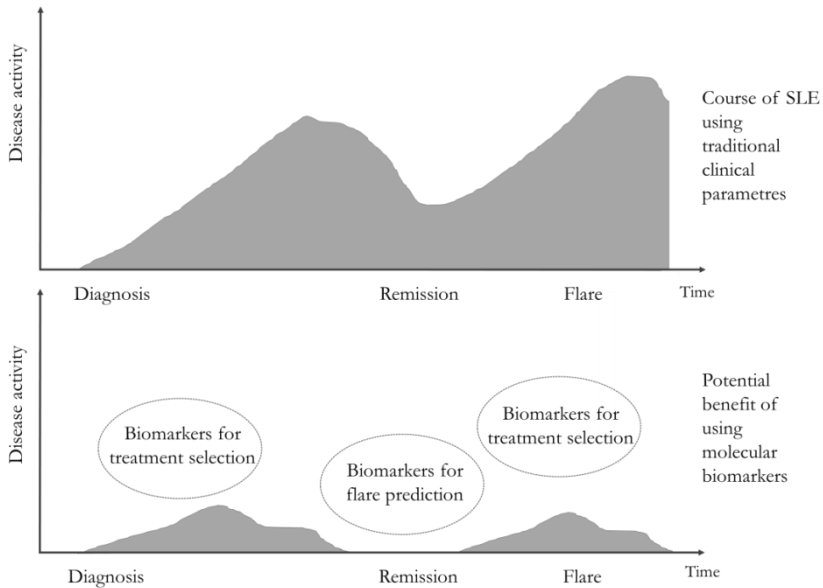 Disease activity
Course of SLE
using
traditional
clinical
parametres
Diagnosis
Remission
Flare
Time
Disease activity
Biomarkers for
treatment selection
Biomarkers for
flare prediction
Biomarkers for
treatment selection
Potential
benefit of
using
molecular
biomarkers
Diagnosis
Remission
Flare
Time